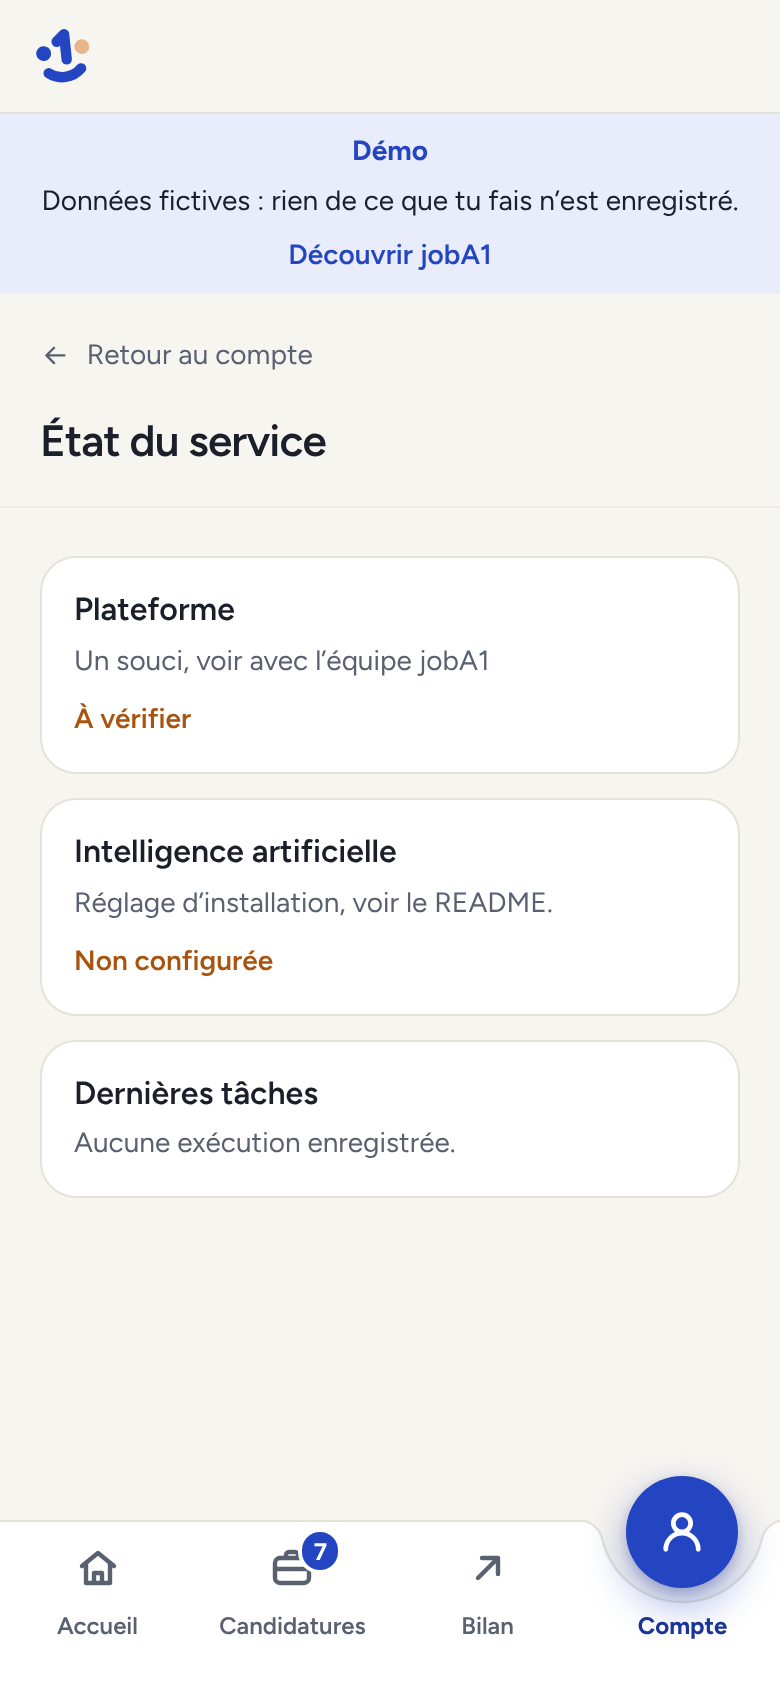 Démo
Données fictives : rien de ce que tu fais n’est enregistré.
Découvrir jobA1
Retour au compte
État du service
Plateforme
Un souci, voir avec l’équipe jobA1
À vérifier
Intelligence artificielle
Réglage d’installation, voir le README.
Non configurée
Dernières tâches
Aucune exécution enregistrée.
7
Accueil
Candidatures
Bilan
Compte